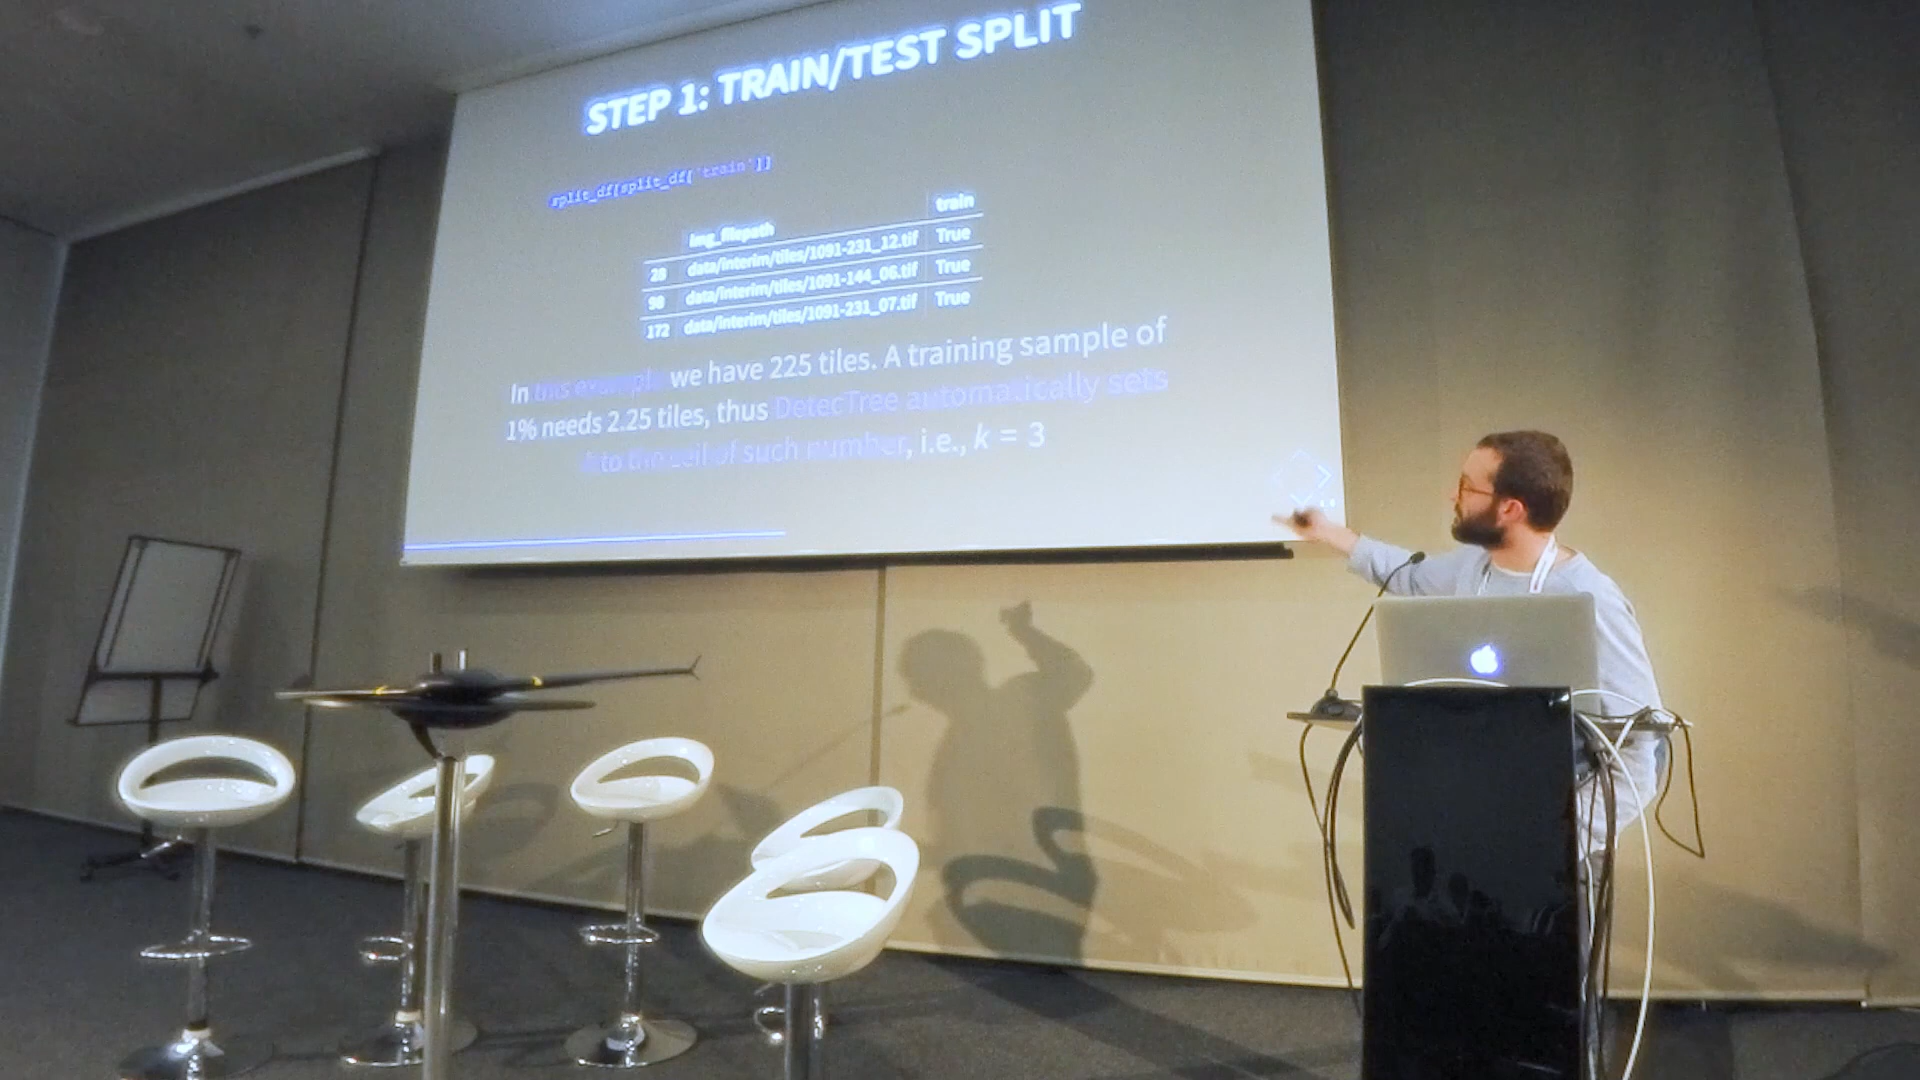 STEP 1: TRAIN/TEST SPLIT
split_df[split_df['train']]
img_filepath train
28 data/interim/tiles/1091-231_12.tif True
98 data/interim/tiles/1091-144_06.tif True
172 data/interim/tiles/1091-231_07.tif True
In this example we have 225 tiles. A training sample of
1% needs 2.25 tiles, thus DetecTree automatically sets
to the ceil of such number, i.e., k = 3